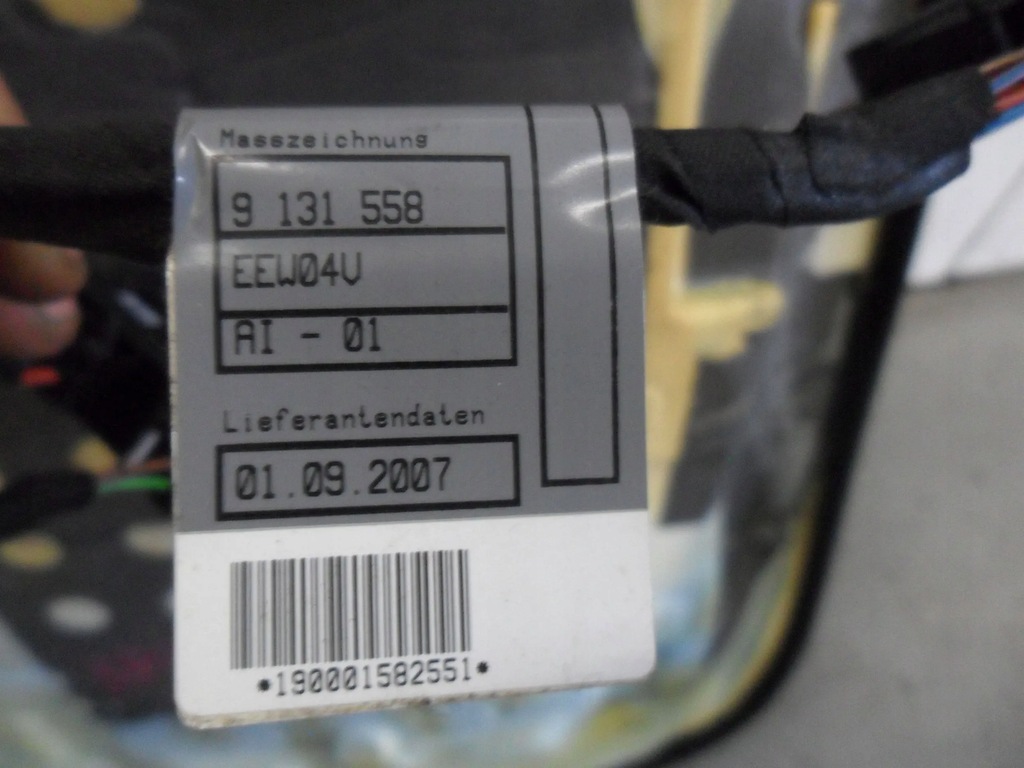 Masszeichnung
9 131 558
EEW04V
AI - 01
Lieferantendaten
01.09.2007
*190001582551*